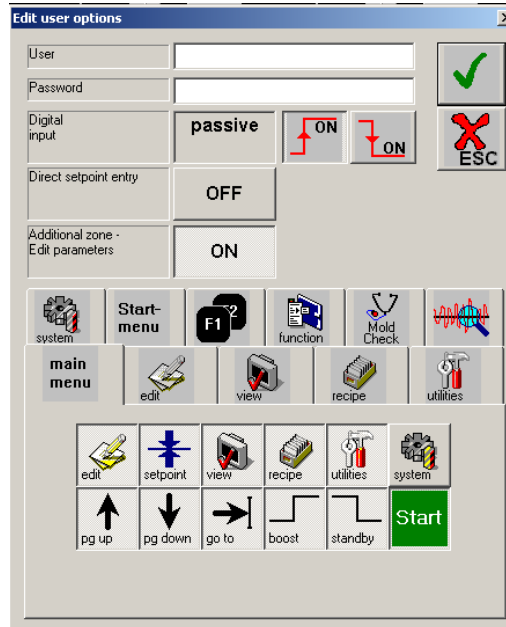 Edit user options
User
Password
Digital
input
passive
ON
ON
ESC
Direct setpoint entry
OFF
Additional zone -
Edit parameters
ON
system
Start-
menu
F1
F2
function
Mold
Check
main
menu
edit
view
recipe
utilities
edit
setpoint
view
recipe
utilities
system
pg up
pg down
go to
boost
standby
Start